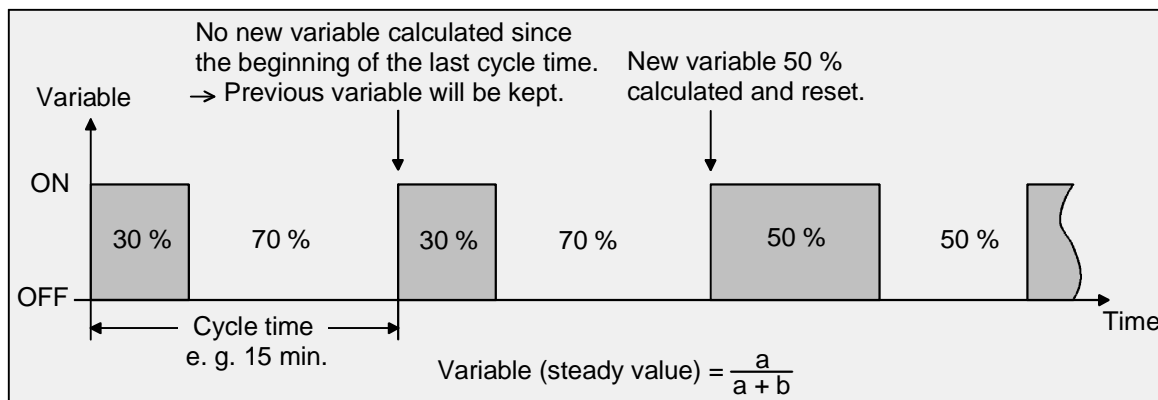 No new variable calculated since
the beginning of the last cycle time.
→ Previous variable will be kept.
New variable 50 %
calculated and reset.
Variable
ON
30 %
70 %
30 %
70 %
50 %
50 %
OFF
Time
Cycle time
e. g. 15 min.
Variable (steady value) = a
a + b